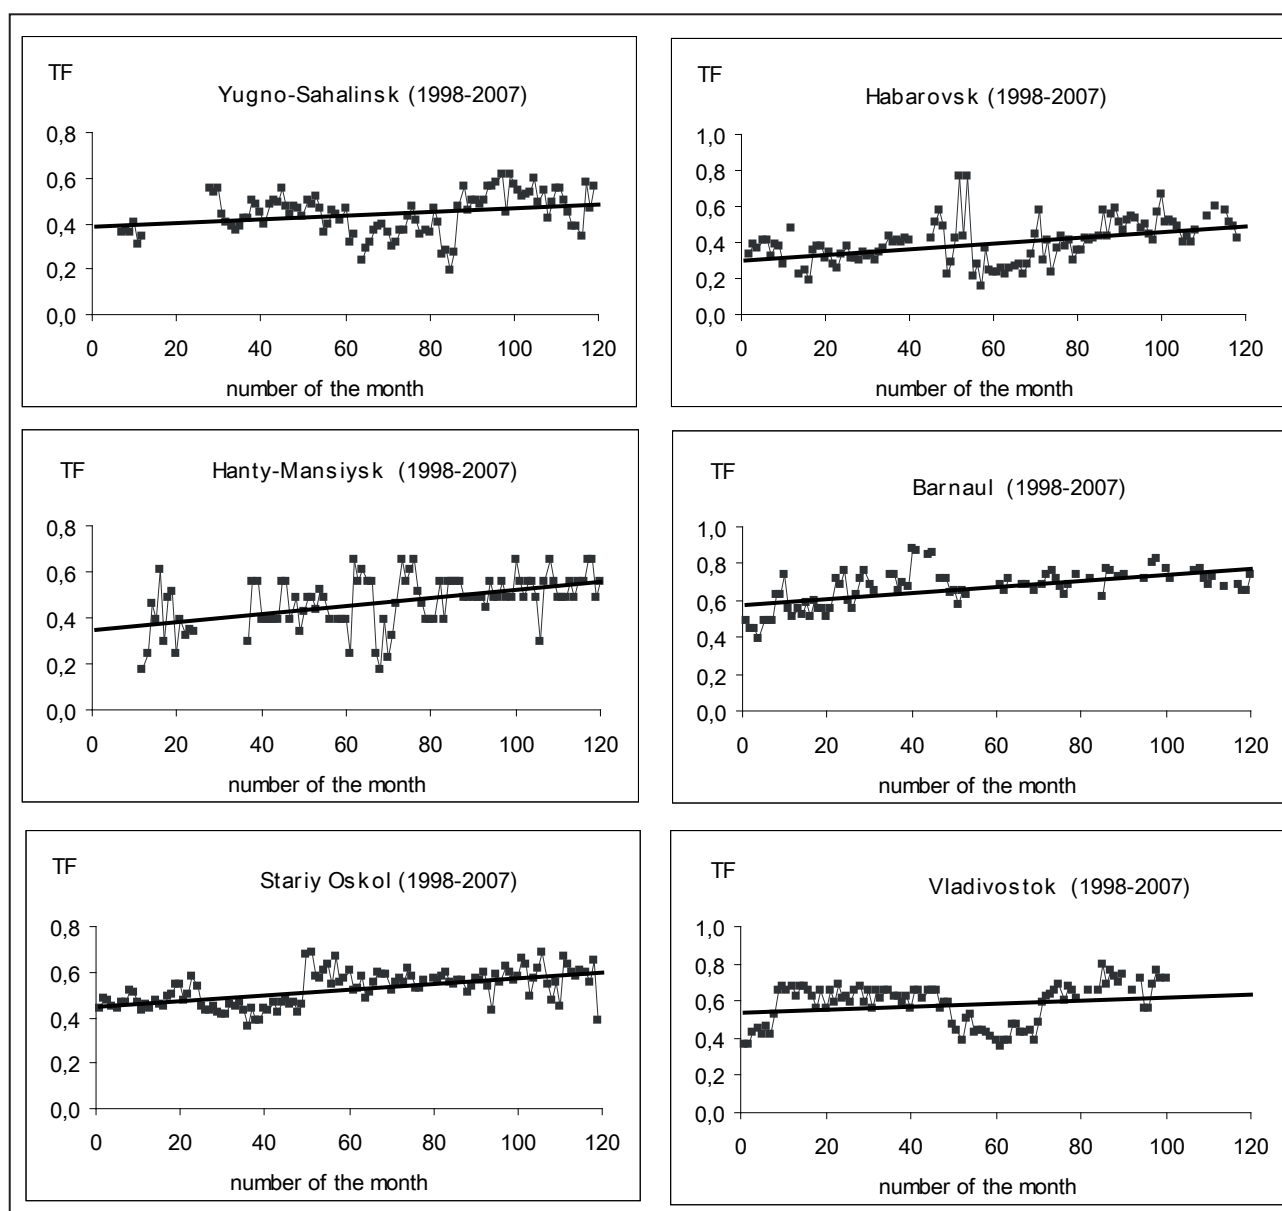 TF
Yugno-Sahalinsk (1998-2007)
0,8
0,6
0,4
0,2
0,0
0 20 40 60 80 100 120
number of the month
TF
Habarovsk (1998-2007)
1,0
0,8
0,6
0,4
0,2
0,0
0 20 40 60 80 100 120
number of the month
TF
Hanty-Mansiysk (1998-2007)
0,8
0,6
0,4
0,2
0,0
0 20 40 60 80 100 120
number of the month
TF
Barnaul (1998-2007)
1,0
0,8
0,6
0,4
0,2
0,0
0 20 40 60 80 100 120
number of the month
TF
Stariy Oskol (1998-2007)
0,8
0,6
0,4
0,2
0,0
0 20 40 60 80 100 120
number of the month
TF
Vladivostok (1998-2007)
1,0
0,8
0,6
0,4
0,2
0,0
0 20 40 60 80 100 120
number of the month